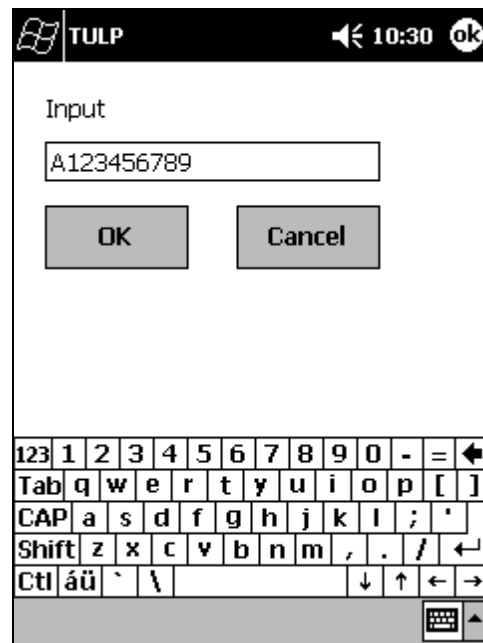 TULP 10:30 ok
Input
A123456789
OK Cancel
123 1 2 3 4 5 6 7 8 9 0 - =
Tab q w e r t y u i o p [ ]
CAP a s d f g h j k l ; '
Shift z x c v b n m , . /
Ctl áü ` \ ↓ ↑ ← →